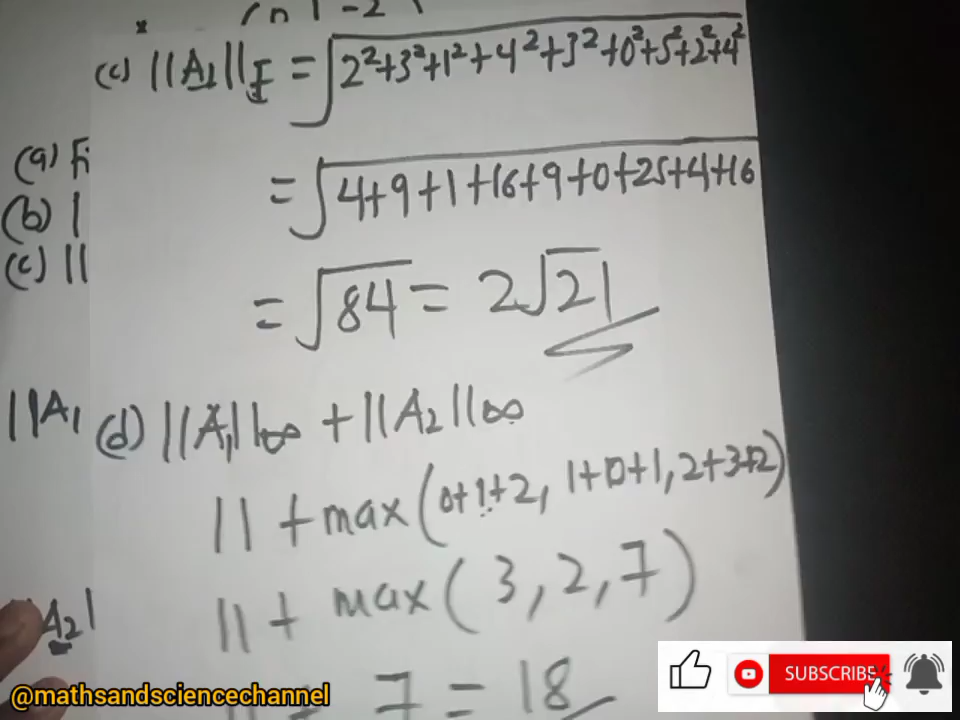 (c) ||A₁||_F = √2²+3²+1²+4²+3²+0²+5²+2²+4²
(a) Fi
= √4+9+1+16+9+0+25+4+16
(b) |
(c) ||
= √84 = 2√21
||A₁
(d) ||A₁||∞ + ||A₂||∞
11 + max(0+1+2, 1+0+1, 2+3+2)
11 + max(3, 2, 7)
A₂|
7 = 18
SUBSCRIBE
@mathsandsciencechannel